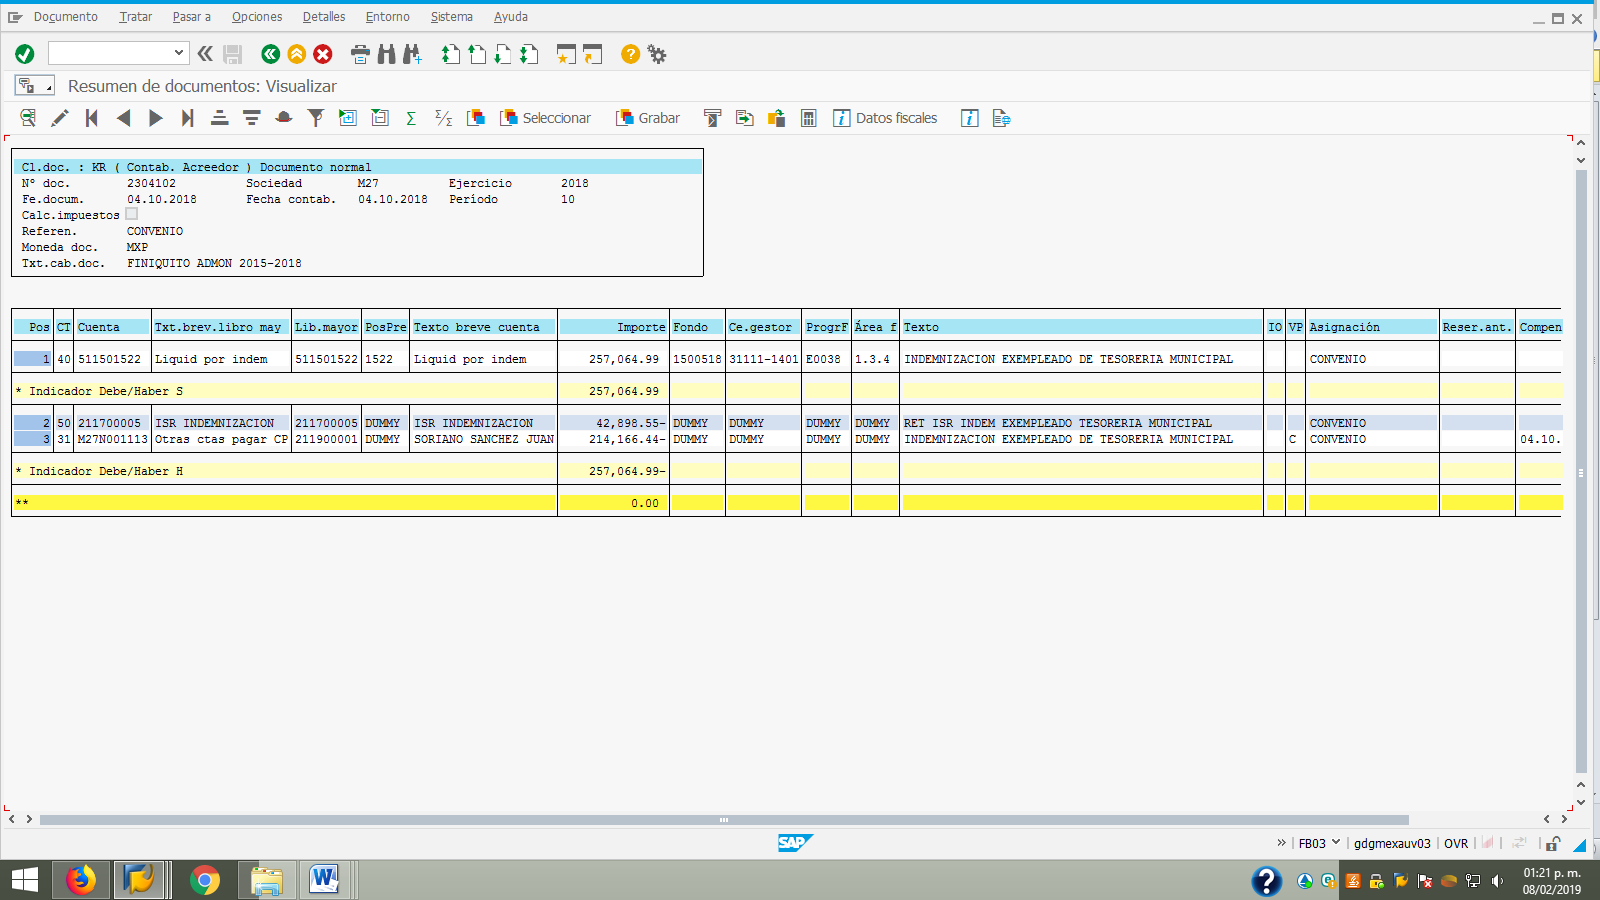 Documento Tratar Pasar a Opciones Detalles Entorno Sistema Ayuda
Resumen de documentos: Visualizar
Seleccionar Grabar Datos fiscales
Cl.doc. : KR ( Contab. Acreedor ) Documento normal
Nº doc. 2304102 Sociedad M27 Ejercicio 2018
Fe.docum. 04.10.2018 Fecha contab. 04.10.2018 Período 10
Calc.impuestos
Referen. CONVENIO
Moneda doc. MXP
Txt.cab.doc. FINIQUITO ADMON 2015-2018
Pos CT Cuenta Txt.brev.libro may Lib.mayor PosPre Texto breve cuenta Importe Fondo Ce.gestor ProgrF Área f Texto IO VP Asignación Reser.ant. Compen
1 40 511501522 Liquid por indem 511501522 1522 Liquid por indem 257,064.99 1500518 31111-1401 E0038 1.3.4 INDEMNIZACION EXEMPLEADO DE TESORERIA MUNICIPAL CONVENIO
* Indicador Debe/Haber S 257,064.99
2 50 211700005 ISR INDEMNIZACION 211700005 DUMMY ISR INDEMNIZACION 42,898.55- DUMMY DUMMY DUMMY DUMMY RET ISR INDEM EXEMPLEADO TESORERIA MUNICIPAL CONVENIO
3 31 M27N001113 Otras ctas pagar CP 211900001 DUMMY SORIANO SANCHEZ JUAN 214,166.44- DUMMY DUMMY DUMMY DUMMY INDEMNIZACION EXEMPLEADO DE TESORERIA MUNICIPAL C CONVENIO 04.10.
* Indicador Debe/Haber H 257,064.99-
** 0.00
SAP
FB03 gdgmexauv03 OVR
01:21 p. m.
08/02/2019